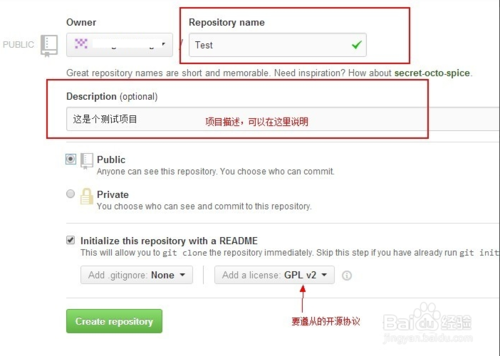 Owner Repository name
PUBLIC / Test
Great repository names are short and memorable. Need inspiration? How about secret-octo-spice.
Description (optional)
这是个测试项目 项目描述，可以在这里说明
Public
Anyone can see this repository. You choose who can commit.
Private
You choose who can see and commit to this repository.
Initialize this repository with a README
This will allow you to git clone the repository immediately. Skip this step if you have already run git init
Add .gitignore: None Add a license: GPL v2
要遵从的开源协议
Create repository
Bai 经验
jingyan.baidu.com